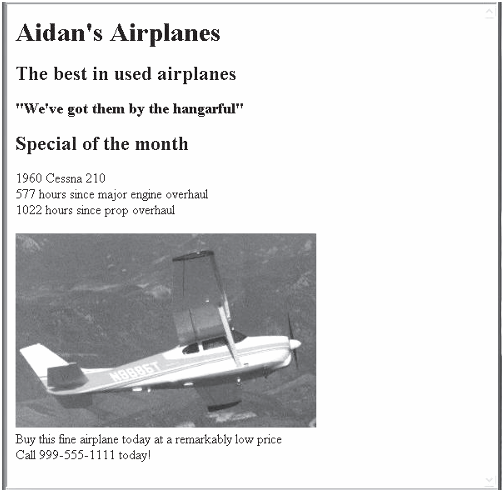 Aidan's Airplanes
The best in used airplanes
"We've got them by the hangarful"
Special of the month
1960 Cessna 210
577 hours since major engine overhaul
1022 hours since prop overhaul
Buy this fine airplane today at a remarkably low price
Call 999-555-1111 today!